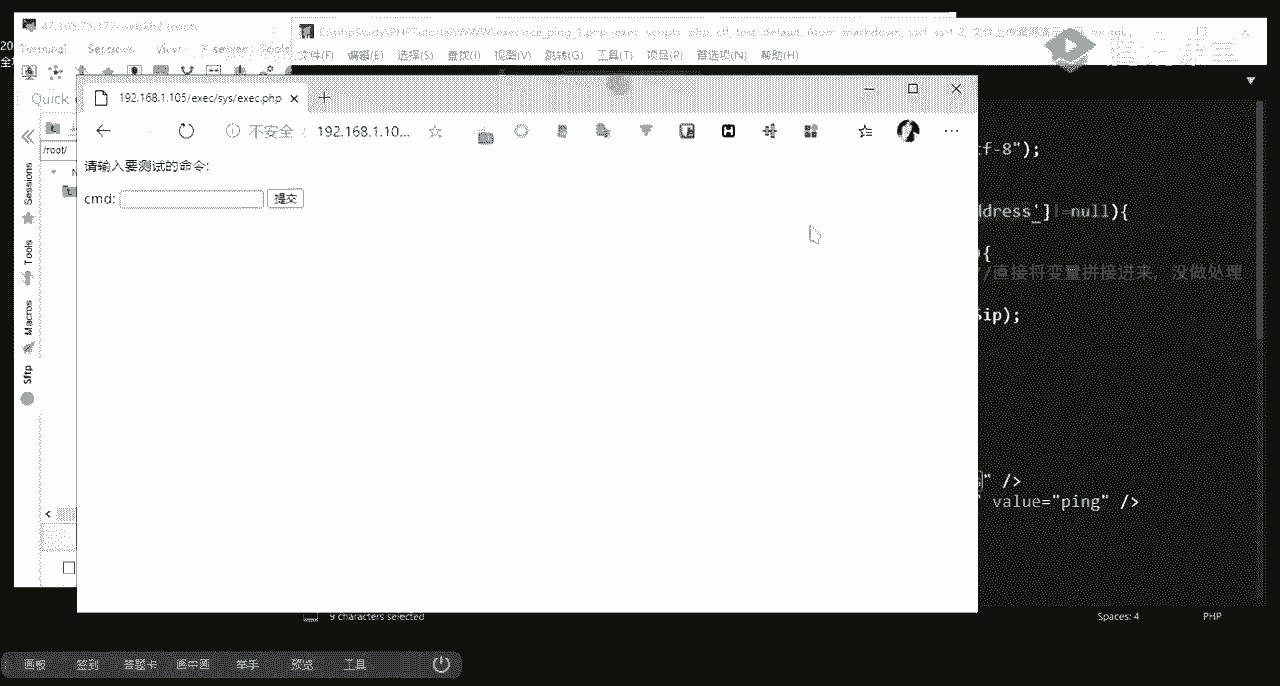 47.105.75.177
Terminal Sessions View X server Tools
文件(F) 编辑(E) 选择(S) 查找(I) 视图(V) 跳转(G) 工具(T) 项目(P) 首选项(N) 帮助(H)
Quick
192.168.1.105/exec/sys/exec.php
不安全
192.168.1.10...
/root/
请输入要测试的命令:
cmd:
提交
Sessions
Tools
Macros
Sftp
tf-8");
ddress']!=null){
){
//直接将变量拼接进来，没做处理
$ip);
" />
" value="ping" />
9 characters selected
Spaces: 4
PHP
画板 签到 答题卡 画中画 举手 预览 工具